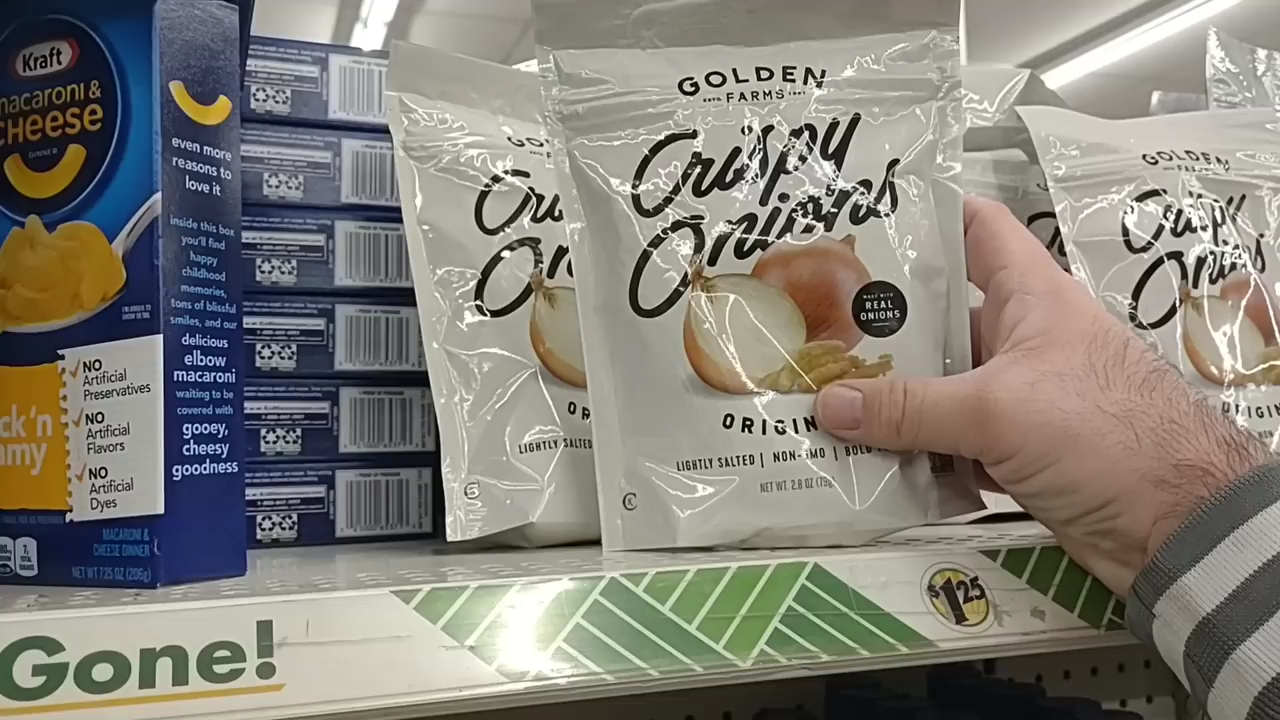 Kraft
macaroni &
CHEESE
DINNER
NO
Artificial
Preservatives
NO
Artificial
Flavors
NO
Artificial
Dyes
MACARONI &
CHEESE DINNER
NET WT 7.25 OZ (206g)
even more
reasons to
love it
inside this box
you'll find
happy
childhood
memories,
tons of blissful
smiles, and our
delicious
elbow
macaroni
waiting to be
covered with
gooey,
cheesy
goodness
GOLDEN
FARMS
Crispy
Onions
MADE WITH
REAL
ONIONS
LIGHTLY SALTED | NON-GMO |
NET WT. 2.8 OZ
LIGHTLY SALTED
GOLDEN
FARMS
Crispy
Onions
Gone!
$1.25